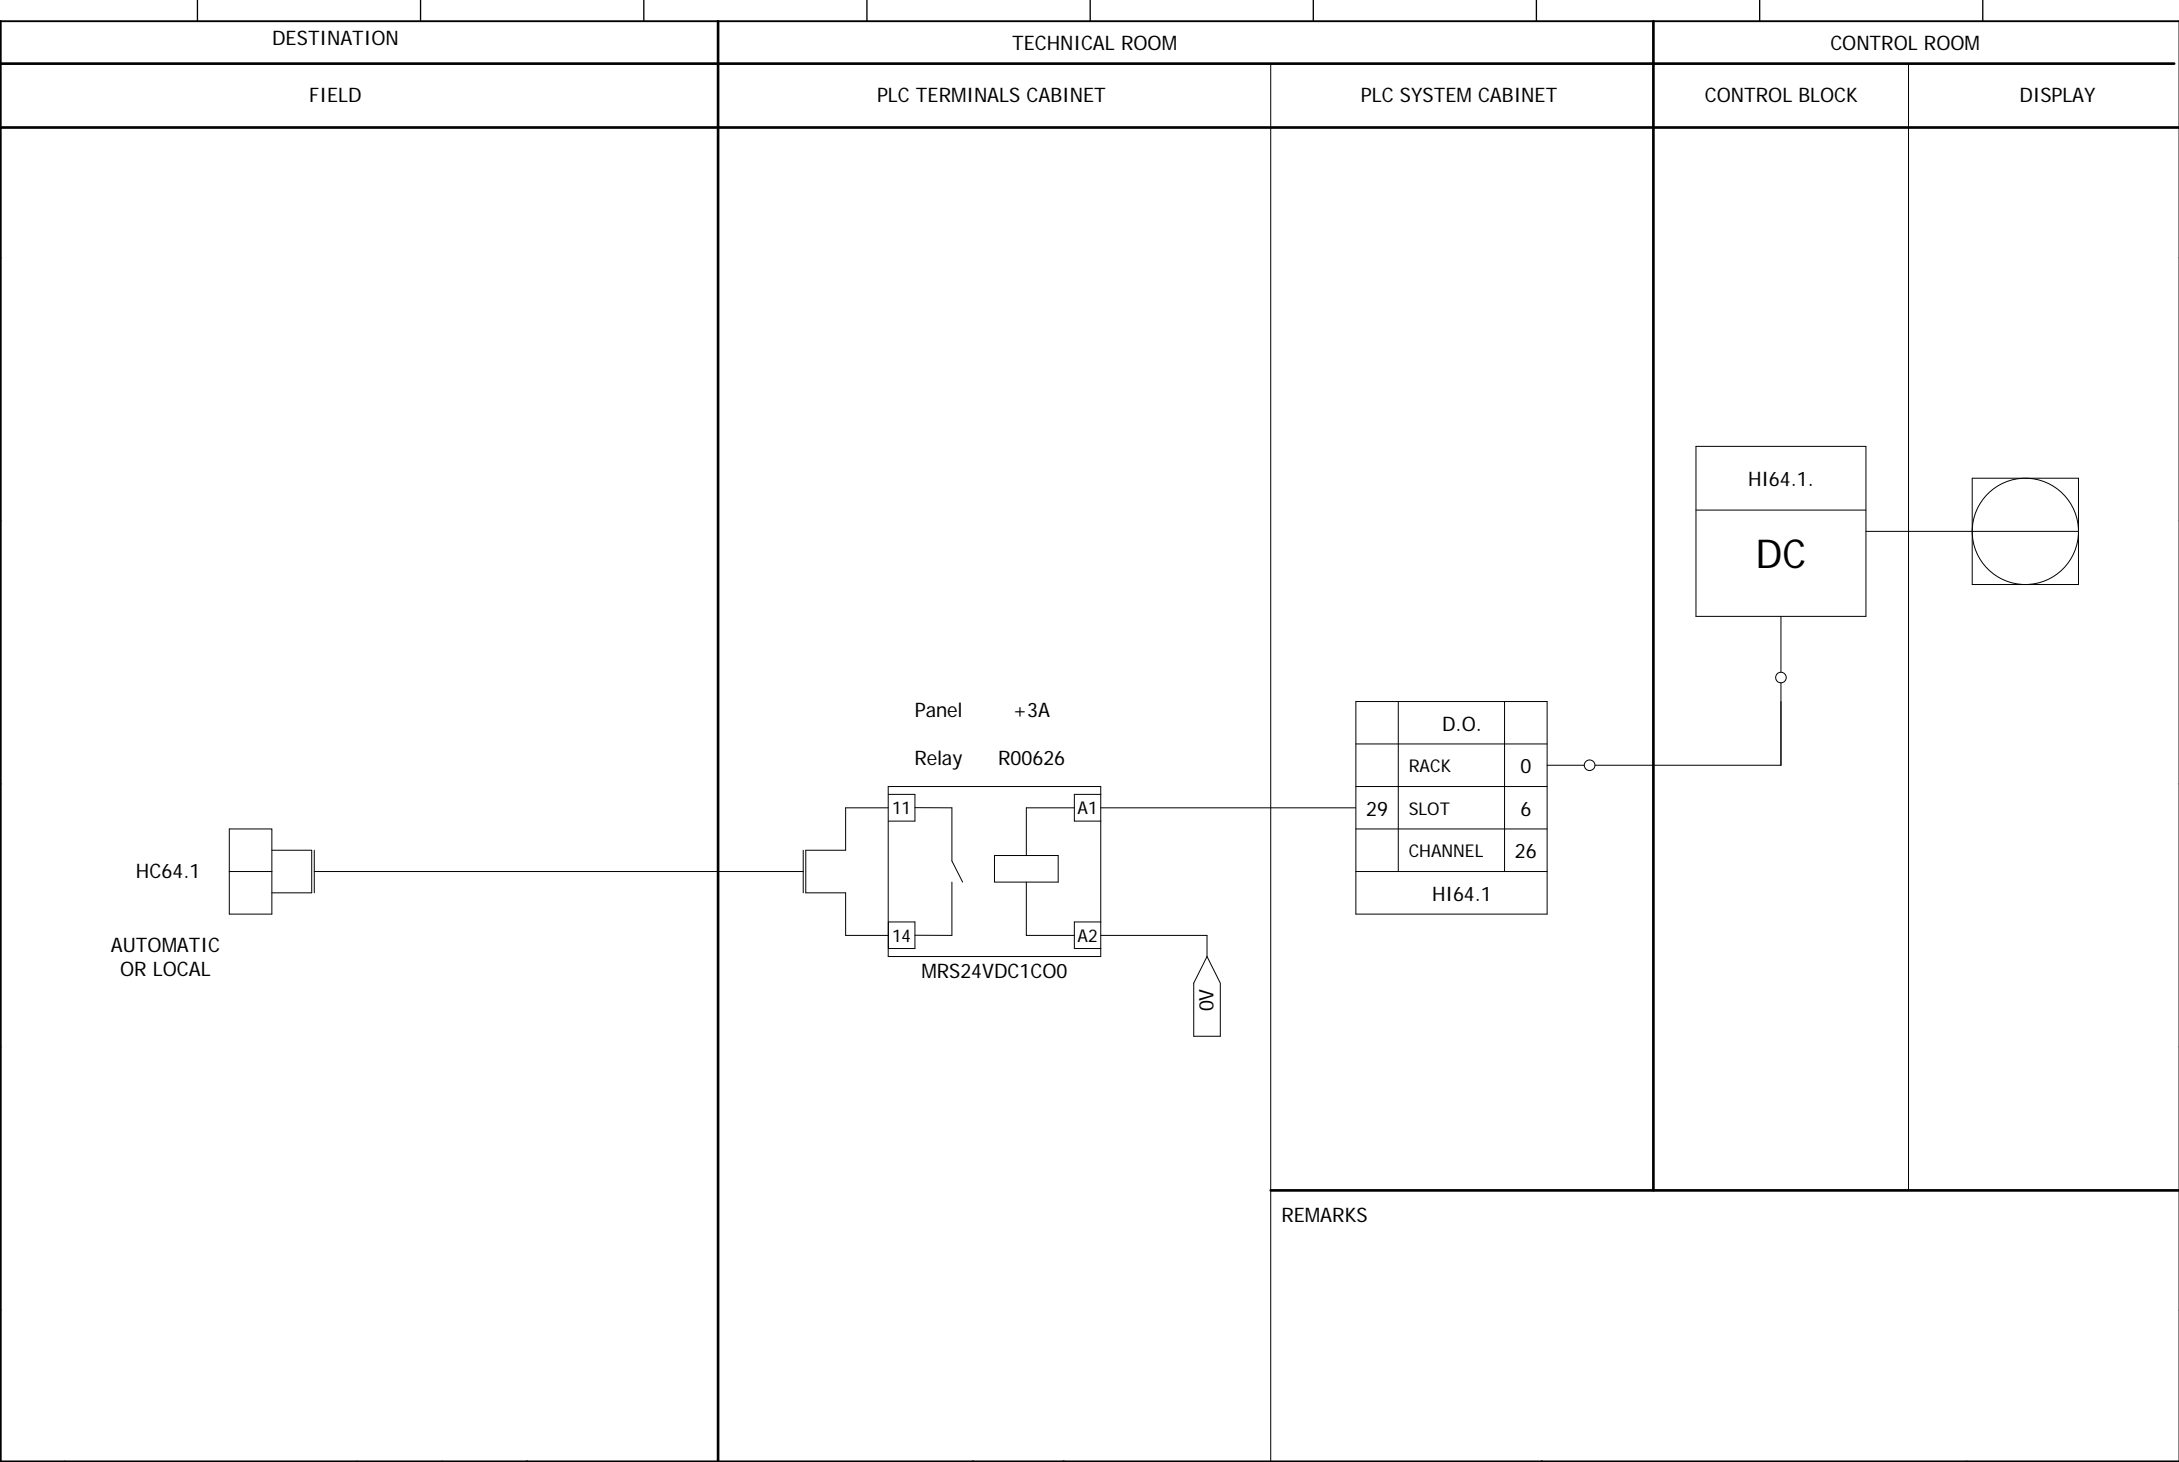 DESTINATION
TECHNICAL ROOM
CONTROL ROOM
FIELD
PLC TERMINALS CABINET
PLC SYSTEM CABINET
CONTROL BLOCK
DISPLAY
HI64.1.
DC
Panel +3A
Relay R00626
11
A1
14
A2
MRS24VDC1CO0
0V
D.O.
RACK 0
29 SLOT 6
CHANNEL 26
HI64.1
HC64.1
AUTOMATIC
OR LOCAL
REMARKS